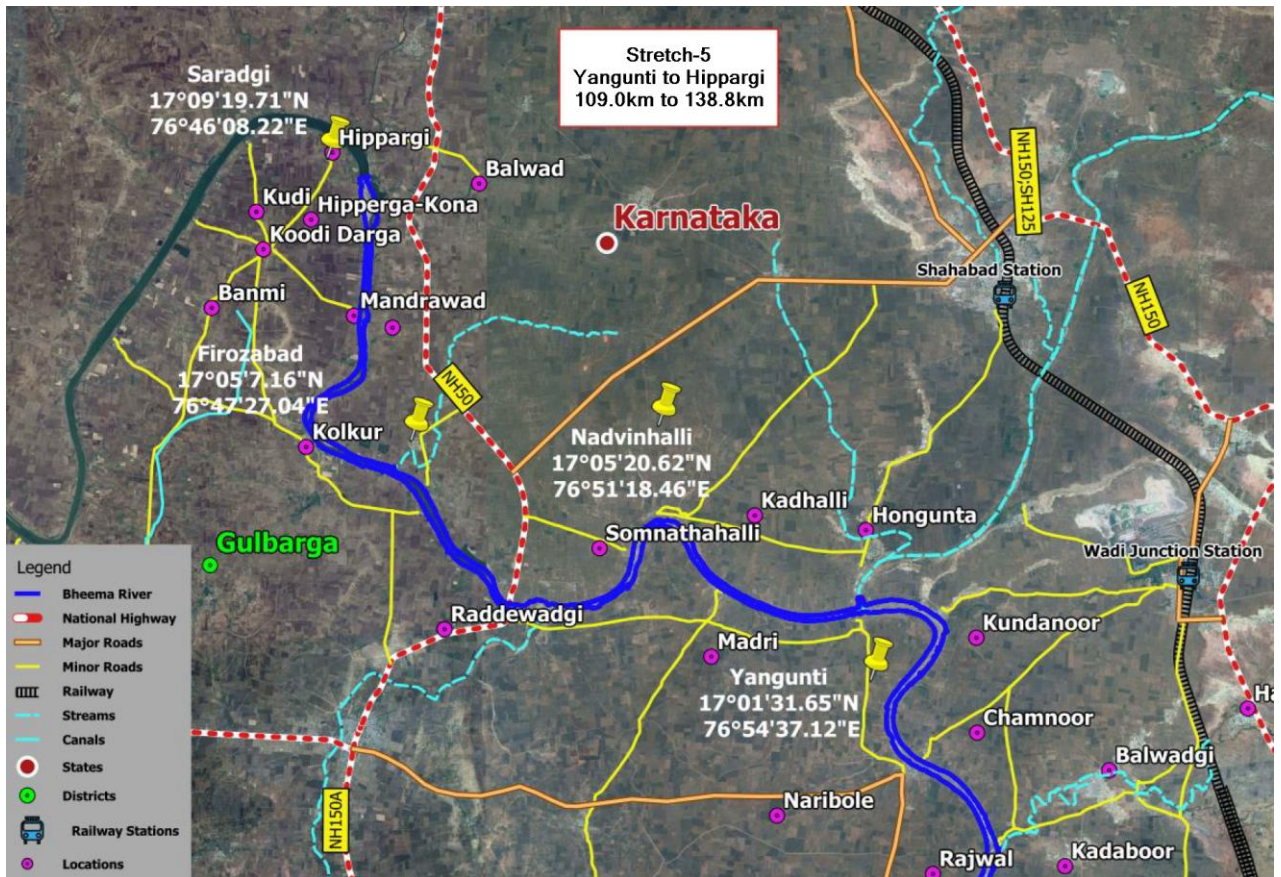 Stretch-5
Yangunti to Hippargi
109.0km to 138.8km
Saradgi
17°09'19.71"N
76°46'08.22"E
Hippargi
Balwad
Kudi
Hipperga-Kona
Koodi Darga
Karnataka
NH150;SH125
Shahabad Station
Banmi
Mandrawad
NH150
Firozabad
17°05'7.16"N
76°47'27.04"E
NH50
Kolkur
Nadvinhalli
17°05'20.62"N
76°51'18.46"E
Kadhalli
Hongunta
Somnathahalli
Wadi Junction Station
Gulbarga
Raddewadgi
Madri
Kundanoor
Yangunti
17°01'31.65"N
76°54'37.12"E
Chamnoor
Balwadgi
Naribole
NH150A
Rajwal
Kadaboor
Legend
Bheema River
National Highway
Major Roads
Minor Roads
Railway
Streams
Canals
States
Districts
Railway Stations
Locations